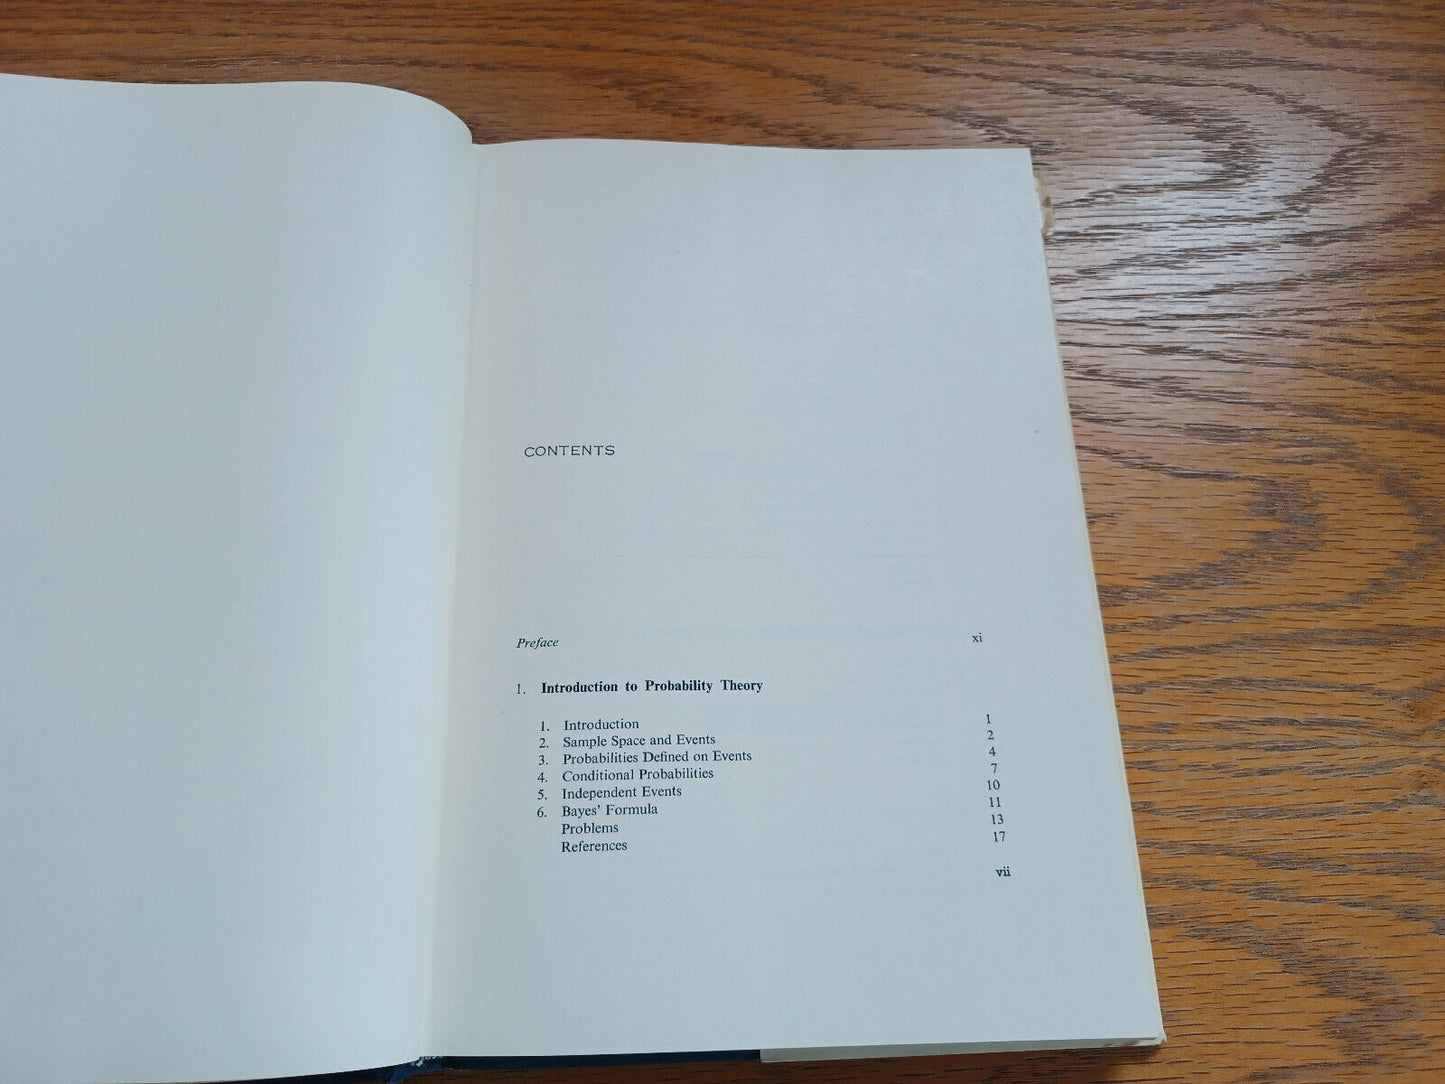 CONTENTS
Preface xi
1. Introduction to Probability Theory
1. Introduction 1
2. Sample Space and Events 2
3. Probabilities Defined on Events 4
4. Conditional Probabilities 7
5. Independent Events 10
6. Bayes' Formula 11
Problems 13
References 17
vii